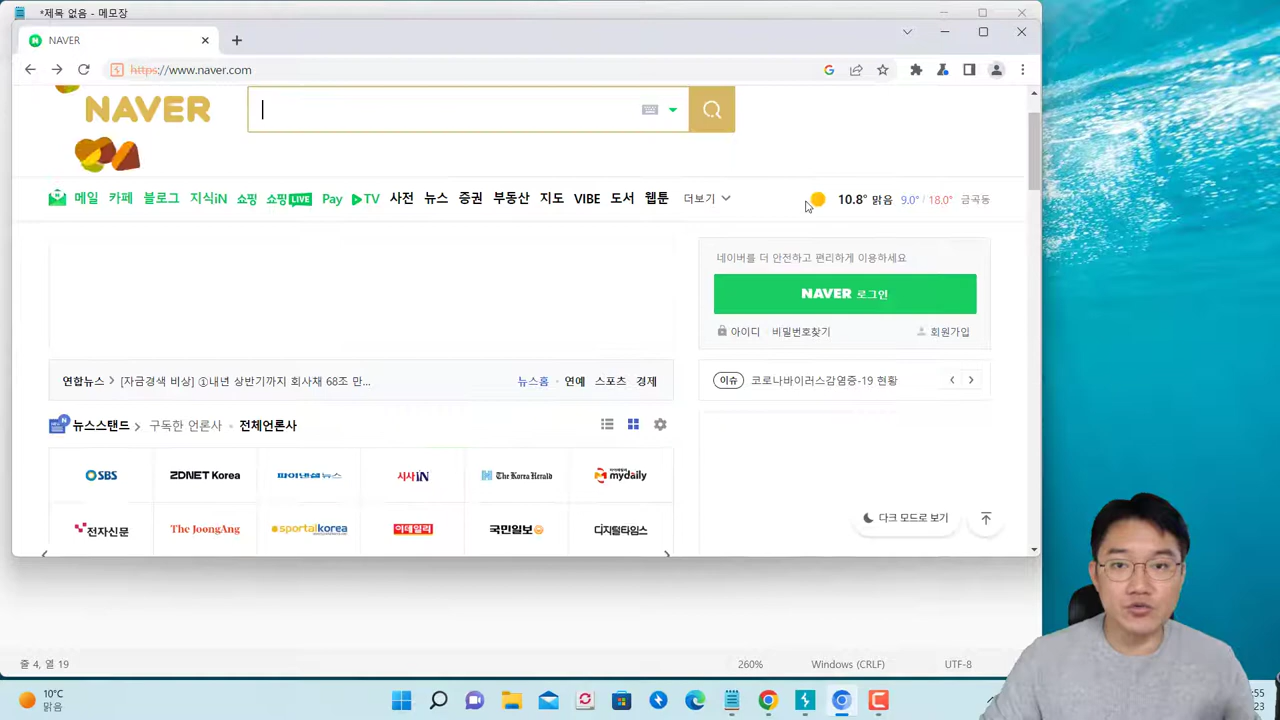 *제목 없음 - 메모장
NAVER
https://www.naver.com
NAVER
메일 카페 블로그 지식iN 쇼핑 쇼핑LIVE Pay TV 사전 뉴스 증권 부동산 지도 VIBE 도서 웹툰 더보기
10.8° 맑음 9.0° / 18.0° 금곡동
네이버를 더 안전하고 편리하게 이용하세요
NAVER 로그인
아이디 · 비밀번호찾기 회원가입
연합뉴스 > [자금경색 비상] ①내년 상반기까지 회사채 68조 만... 뉴스홈 · 연예 스포츠 경제
이슈 코로나바이러스감염증-19 현황
뉴스스탠드 > 구독한 언론사 · 전체언론사
SBS ZDNET Korea 파이낸셜뉴스 시사IN The Korea Herald mydaily
전자신문 The JoongAng sportalkorea 이데일리 국민일보 디지털타임스
다크 모드로 보기
줄 4, 열 19 260% Windows (CRLF) UTF-8
10°C
맑음